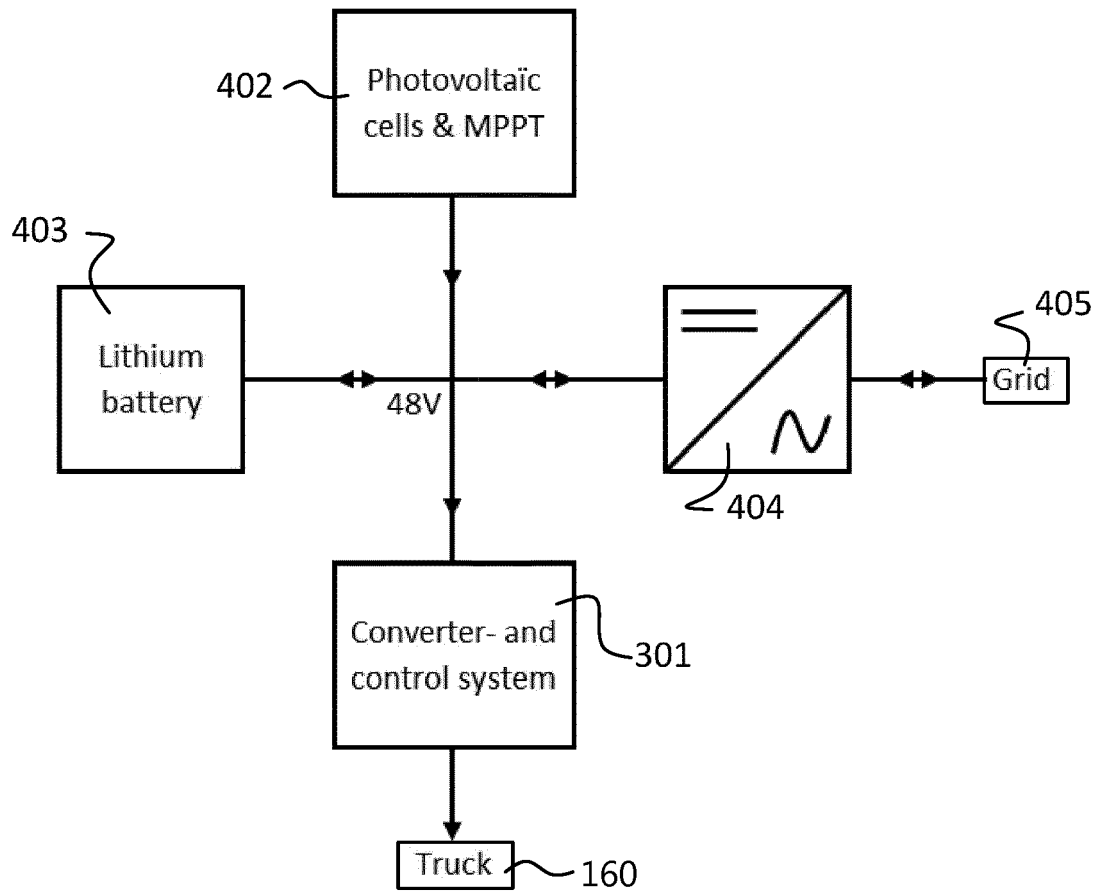 402
Photovoltaïc
cells & MPPT
403
Lithium
battery
48V
404
405
Grid
Converter- and
control system
301
Truck
160